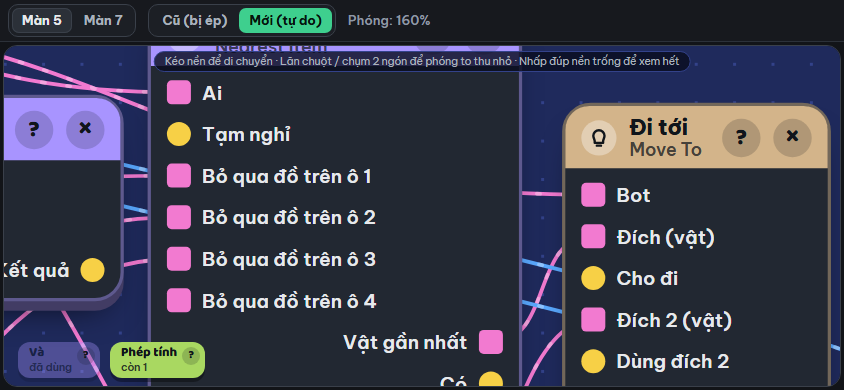 Màn 5
Màn 7
Cũ (bị ép)
Mới (tự do)
Phóng: 160%
Nearest Item
Kéo nền để di chuyển · Lăn chuột / chụm 2 ngón để phóng to thu nhỏ · Nhấp đúp nền trống để xem hết
? ×
Kết quả
Ai
Tạm nghỉ
Bỏ qua đồ trên ô 1
Bỏ qua đồ trên ô 2
Bỏ qua đồ trên ô 3
Bỏ qua đồ trên ô 4
Vật gần nhất
Có
Đi tới
Move To
? ×
Bot
Đích (vật)
Cho đi
Đích 2 (vật)
Dùng đích 2
Và ?
đã dùng
Phép tính ?
còn 1